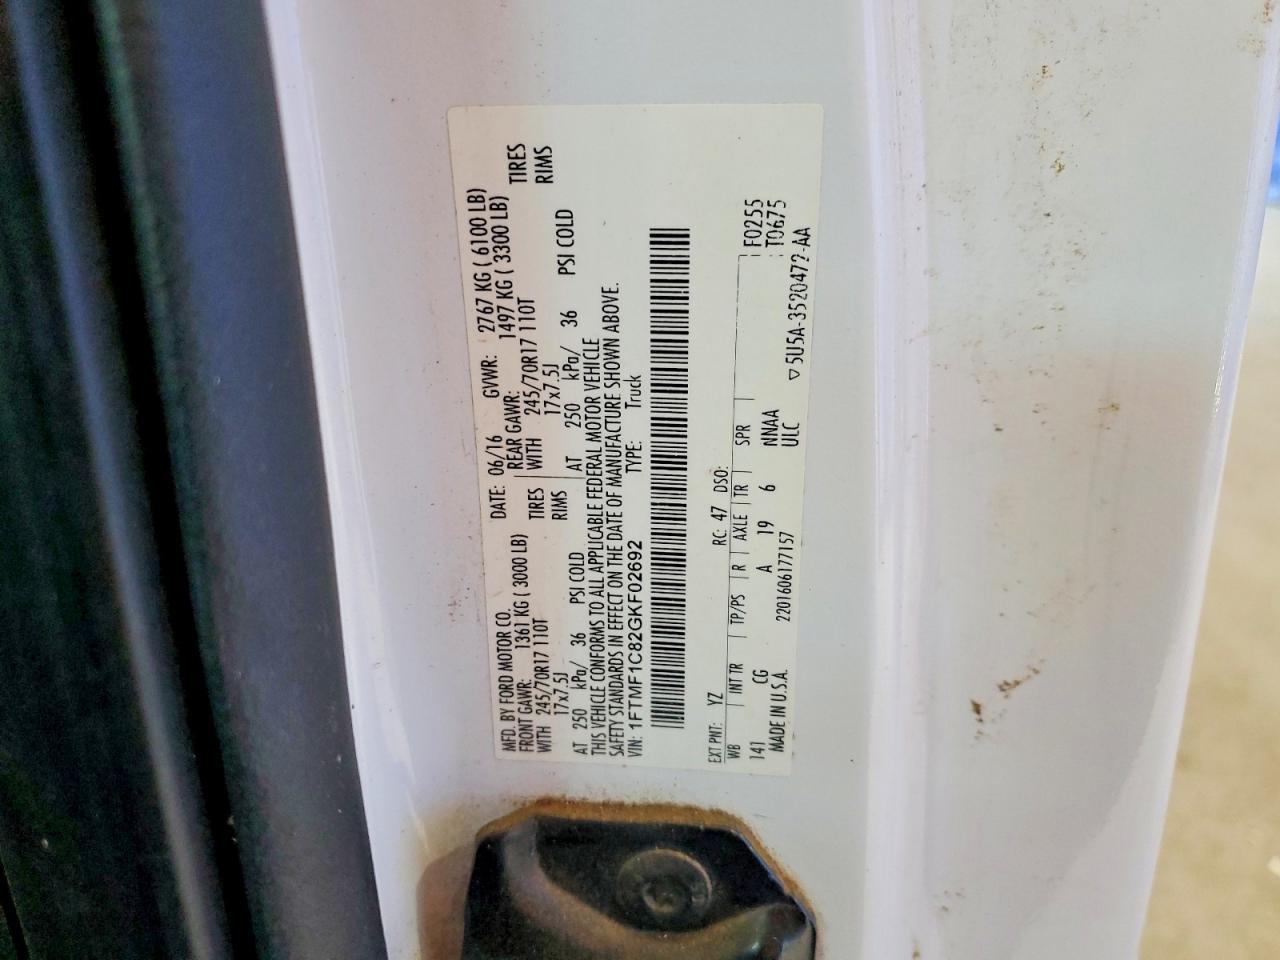 MFD. BY FORD MOTOR CO. DATE: 06/16 GVWR: 2767 KG ( 6100 LB)
FRONT GAWR: 1361 KG ( 3000 LB) REAR GAWR: 1497 KG ( 3300 LB)
WITH 245/70R17 110T TIRES WITH 245/70R17 110T TIRES
17x7.5J RIMS 17x7.5J RIMS
AT 250 kPa/ 36 PSI COLD AT 250 kPa/ 36 PSI COLD
THIS VEHICLE CONFORMS TO ALL APPLICABLE FEDERAL MOTOR VEHICLE
SAFETY STANDARDS IN EFFECT ON THE DATE OF MANUFACTURE SHOWN ABOVE.
VIN: 1FTMF1C82GKF02692 TYPE: Truck
EXT PNT: YZ RC: 47 DSO:
WB INT TR TP/PS R AXLE TR SPR F0255
141 CG A 19 6 NNAA T0675
MADE IN U.S.A. 2201606177157 ULC
▽5U5A-3520472-AA